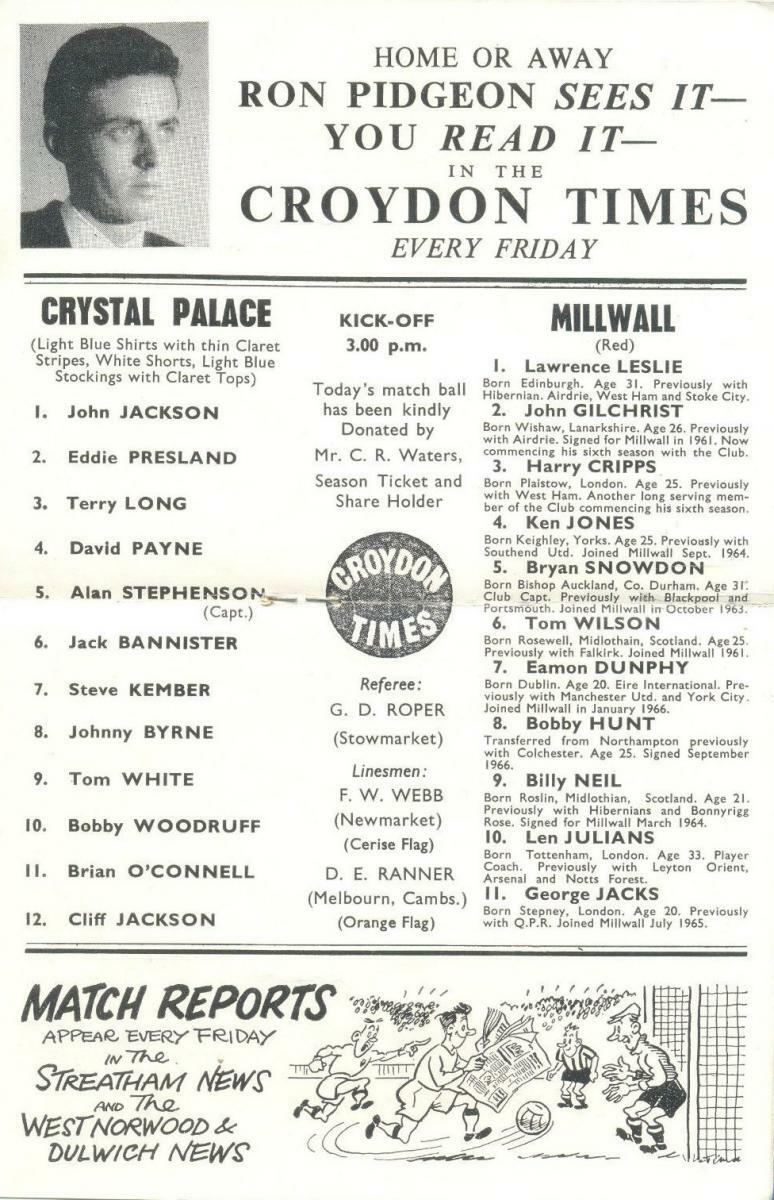 HOME OR AWAY
RON PIDGEON SEES IT—
YOU READ IT—
IN THE
CROYDON TIMES
EVERY FRIDAY
CRYSTAL PALACE
(Light Blue Shirts with thin Claret
Stripes, White Shorts, Light Blue
Stockings with Claret Tops)
1. John JACKSON
2. Eddie PRESLAND
3. Terry LONG
4. David PAYNE
5. Alan STEPHENSON
(Capt.)
6. Jack BANNISTER
7. Steve KEMBER
8. Johnny BYRNE
9. Tom WHITE
10. Bobby WOODRUFF
11. Brian O'CONNELL
12. Cliff JACKSON
KICK-OFF
3.00 p.m.
Today's match ball
has been kindly
Donated by
Mr. C. R. Waters,
Season Ticket and
Share Holder
CROYDON
TIMES
Referee:
G. D. ROPER
(Stowmarket)
Linesmen:
F. W. WEBB
(Newmarket)
(Cerise Flag)
D. E. RANNER
(Melbourn, Cambs.)
(Orange Flag)
MILLWALL
(Red)
1. Lawrence LESLIE
Born Edinburgh. Age 31. Previously with
Hibernian. Airdrie, West Ham and Stoke City.
2. John GILCHRIST
Born Wishaw, Lanarkshire. Age 26. Previously
with Airdrie. Signed for Millwall in 1961. Now
commencing his sixth season with the Club.
3. Harry CRIPPS
Born Plaistow, London. Age 25. Previously
with West Ham. Another long serving mem-
ber of the Club commencing his sixth season.
4. Ken JONES
Born Keighley, Yorks. Age 25. Previously with
Southend Utd. Joined Millwall Sept. 1964.
5. Bryan SNOWDON
Born Bishop Auckland, Co. Durham. Age 31.
Club Capt. Previously with Blackpool and
Portsmouth. Joined Millwall in October 1963.
6. Tom WILSON
Born Rosewell, Midlothain, Scotland. Age 25.
Previously with Falkirk. Joined Millwall 1961.
7. Eamon DUNPHY
Born Dublin. Age 20. Eire International. Pre-
viously with Manchester Utd. and York City.
Joined Millwall in January 1966.
8. Bobby HUNT
Transferred from Northampton previously
with Colchester. Age 25. Signed September
1966.
9. Billy NEIL
Born Roslin, Midlothian, Scotland. Age 21.
Previously with Hibernians and Bonnyrigg
Rose. Signed for Millwall March 1964.
10. Len JULIANS
Born Tottenham, London. Age 33. Player
Coach. Previously with Leyton Orient,
Arsenal and Notts Forest.
11. George JACKS
Born Stepney, London. Age 20. Previously
with Q.P.R. Joined Millwall July 1965.
MATCH REPORTS
APPEAR EVERY FRIDAY
IN THE
STREATHAM NEWS
AND THE
WEST NORWOOD &
DULWICH NEWS